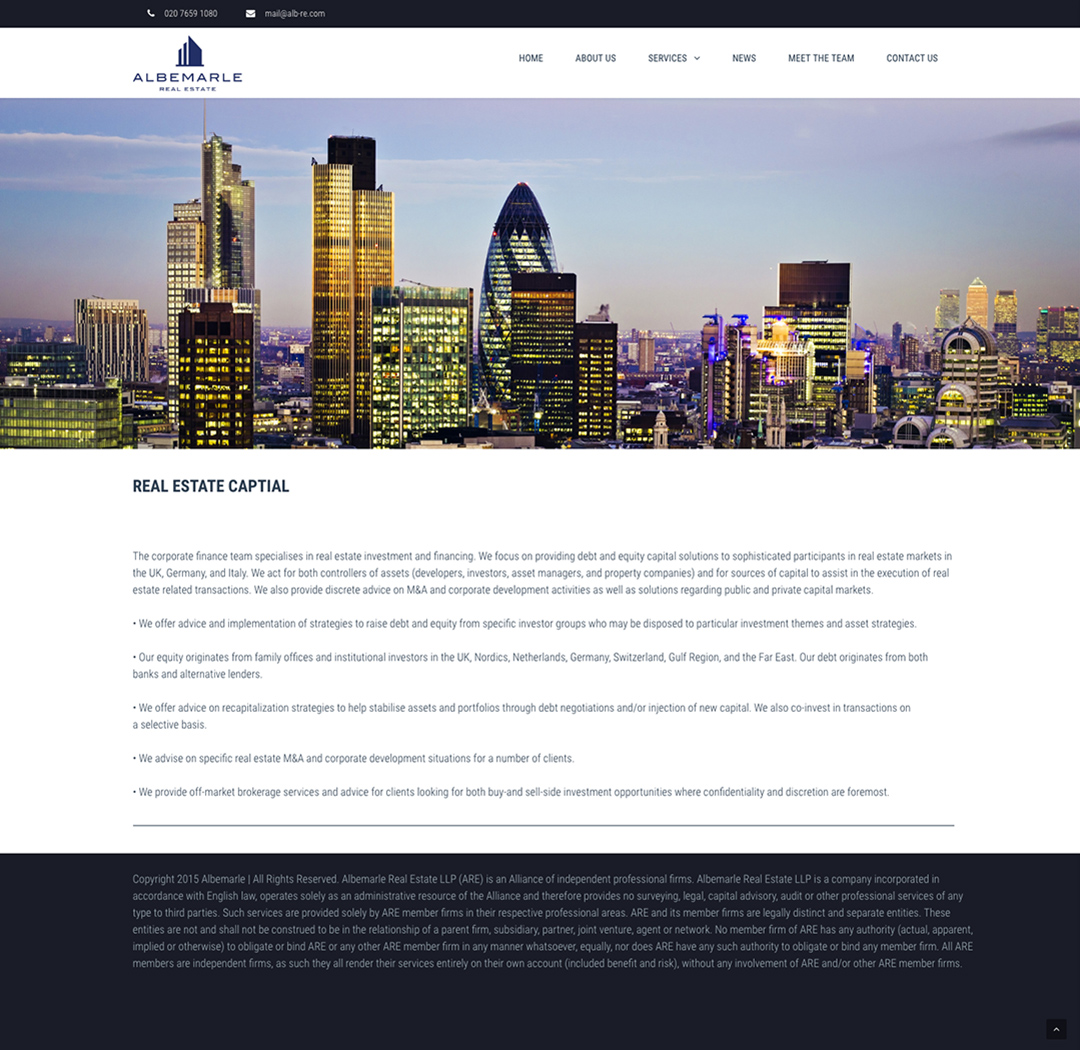 020 7659 1080 mail@alb-re.com
ALBEMARLE
REAL ESTATE
HOME ABOUT US SERVICES NEWS MEET THE TEAM CONTACT US
REAL ESTATE CAPTIAL
The corporate finance team specialises in real estate investment and financing. We focus on providing debt and equity capital solutions to sophisticated participants in real estate markets in
the UK, Germany, and Italy. We act for both controllers of assets (developers, investors, asset managers, and property companies) and for sources of capital to assist in the execution of real
estate related transactions. We also provide discrete advice on M&A and corporate development activities as well as solutions regarding public and private capital markets.
• We offer advice and implementation of strategies to raise debt and equity from specific investor groups who may be disposed to particular investment themes and asset strategies.
• Our equity originates from family offices and institutional investors in the UK, Nordics, Netherlands, Germany, Switzerland, Gulf Region, and the Far East. Our debt originates from both
banks and alternative lenders.
• We offer advice on recapitalization strategies to help stabilise assets and portfolios through debt negotiations and/or injection of new capital. We also co-invest in transactions on
a selective basis.
• We advise on specific real estate M&A and corporate development situations for a number of clients.
• We provide off-market brokerage services and advice for clients looking for both buy-and sell-side investment opportunities where confidentiality and discretion are foremost.
Copyright 2015 Albemarle | All Rights Reserved. Albemarle Real Estate LLP (ARE) is an Alliance of independent professional firms. Albemarle Real Estate LLP is a company incorporated in
accordance with English law, operates solely as an administrative resource of the Alliance and therefore provides no surveying, legal, capital advisory, audit or other professional services of any
type to third parties. Such services are provided solely by ARE member firms in their respective professional areas. ARE and its member firms are legally distinct and separate entities. These
entities are not and shall not be construed to be in the relationship of a parent firm, subsidiary, partner, joint venture, agent or network. No member firm of ARE has any authority (actual, apparent,
implied or otherwise) to obligate or bind ARE or any other ARE member firm in any manner whatsoever, equally, nor does ARE have any such authority to obligate or bind any member firm. All ARE
members are independent firms, as such they all render their services entirely on their own account (included benefit and risk), without any involvement of ARE and/or other ARE member firms.